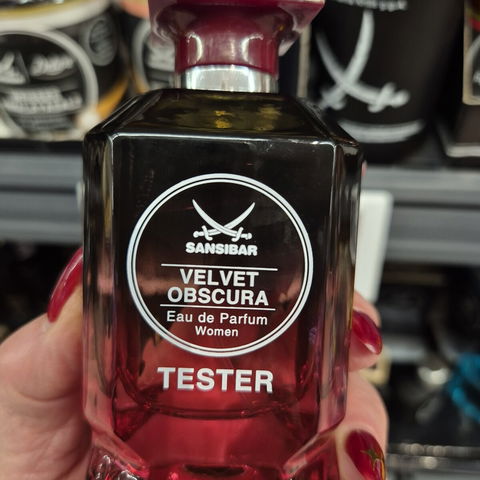 SANSIBAR
VELVET
OBSCURA
Eau de Parfum
Women
TESTER